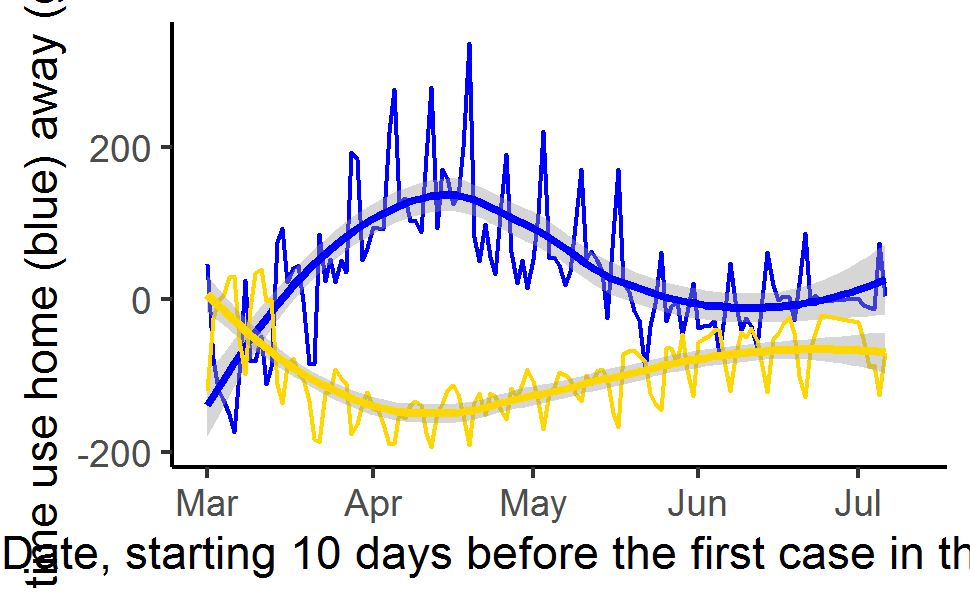 time use home (blue) away (
200
0
-200
Mar Apr May Jun Jul
Date, starting 10 days before the first case in th